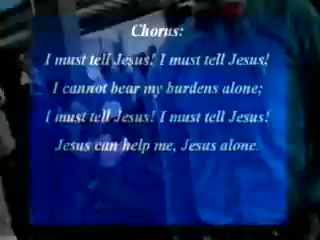 Chorus:
I must tell Jesus! I must tell Jesus!
I cannot bear my burdens alone;
I must tell Jesus! I must tell Jesus!
Jesus can help me, Jesus alone.